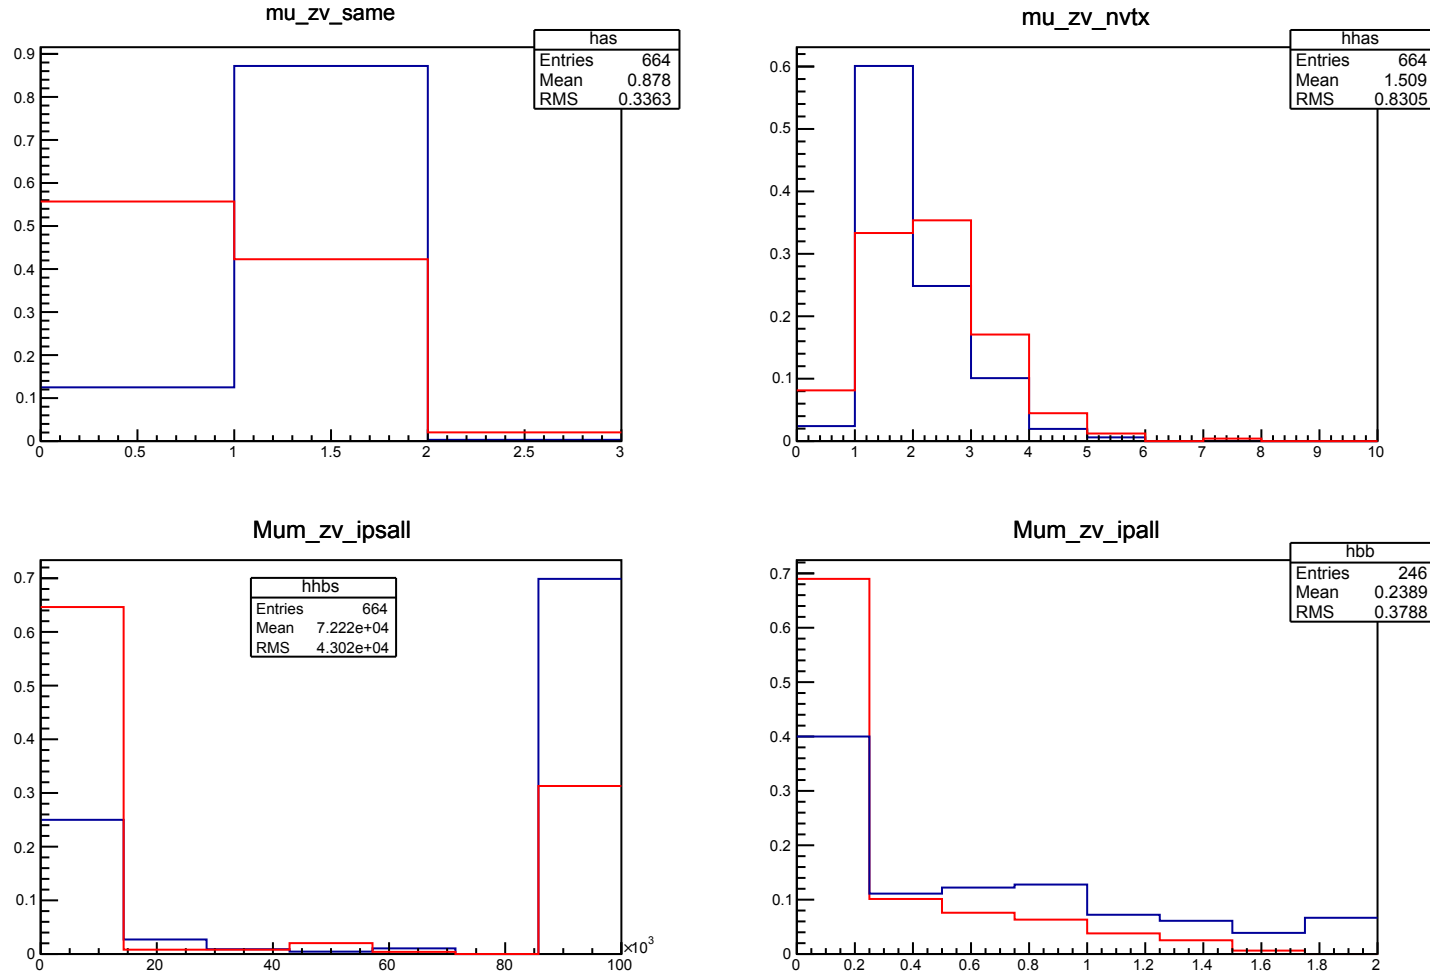 mu_zv_same
has
Entries 664
Mean 0.878
RMS 0.3363
0.9
0.8
0.7
0.6
0.5
0.4
0.3
0.2
0.1
0
0 0.5 1 1.5 2 2.5 3
mu_zv_nvtx
hhas
Entries 664
Mean 1.509
RMS 0.8305
0.6
0.5
0.4
0.3
0.2
0.1
0
0 1 2 3 4 5 6 7 8 9 10
Mum_zv_ipsall
hhbs
Entries 664
Mean 7.222e+04
RMS 4.302e+04
0.7
0.6
0.5
0.4
0.3
0.2
0.1
0
0 20 40 60 80 100
×10³
Mum_zv_ipall
hbb
Entries 246
Mean 0.2389
RMS 0.3788
0.7
0.6
0.5
0.4
0.3
0.2
0.1
0
0 0.2 0.4 0.6 0.8 1 1.2 1.4 1.6 1.8 2